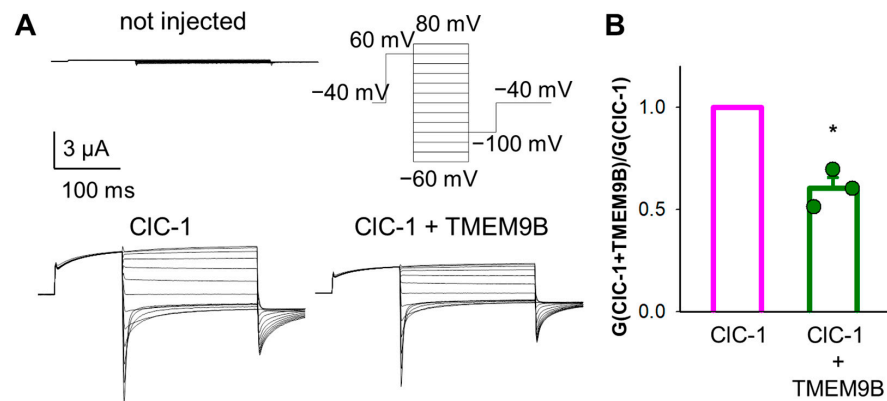 A
not injected
80 mV
60 mV
−40 mV
−40 mV
−100 mV
−60 mV
3 µA
100 ms
ClC-1
ClC-1 + TMEM9B
B
G(ClC-1+TMEM9B)/G(ClC-1)
1.0
0.5
0.0
*
ClC-1
ClC-1
+
TMEM9B